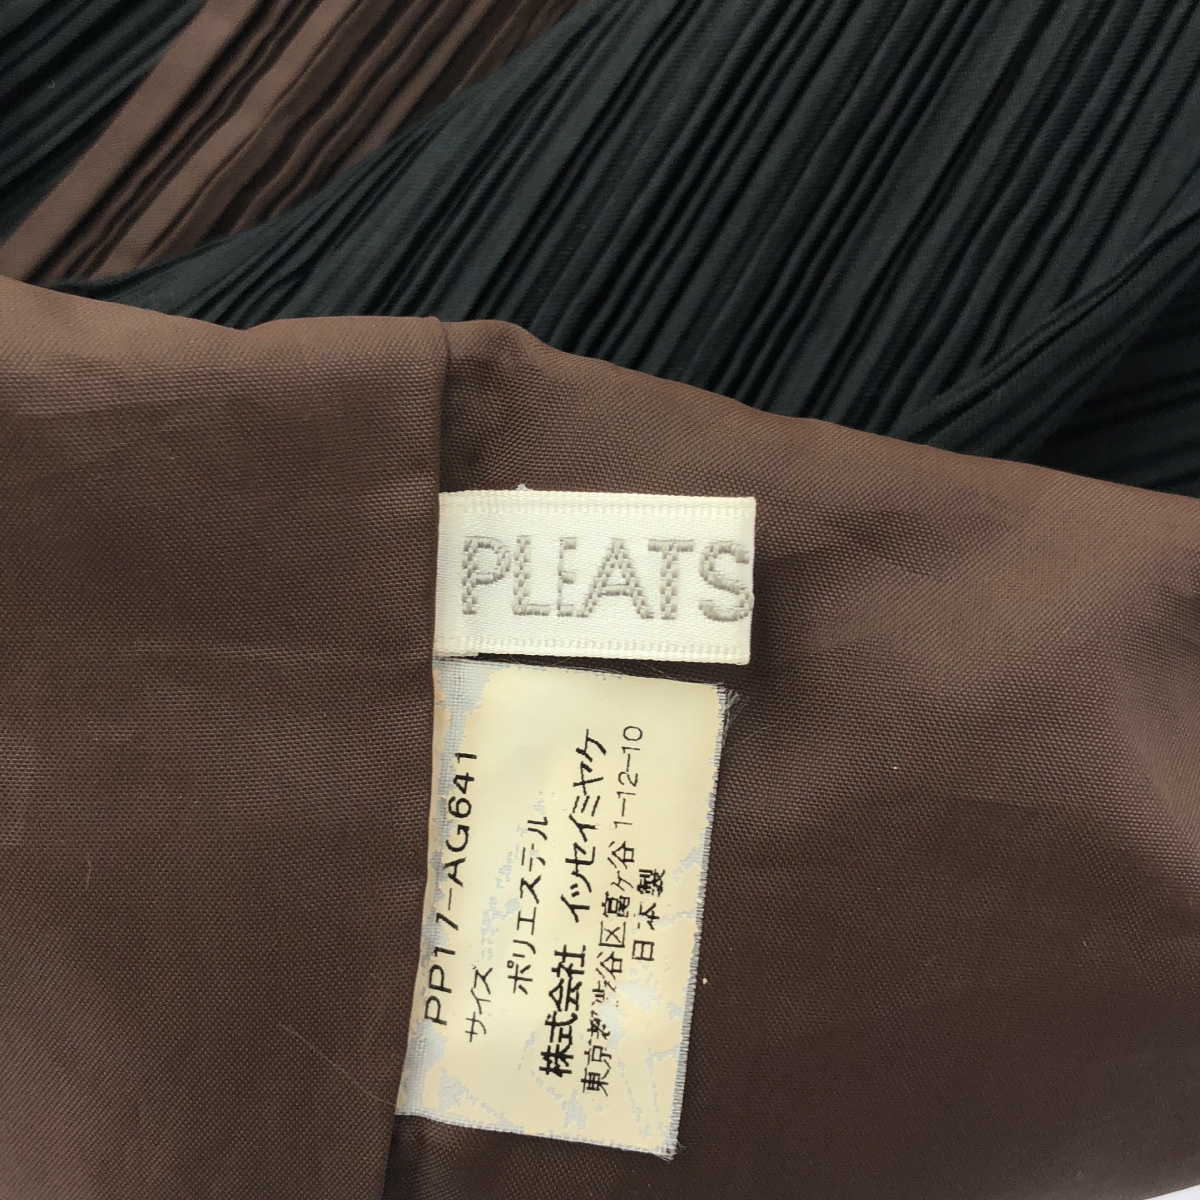 PLEATS
PP17-AG641
サイズ
ポリエステル
株式会社 イッセイミヤケ
東京都渋谷区富ヶ谷1-12-10
日本製